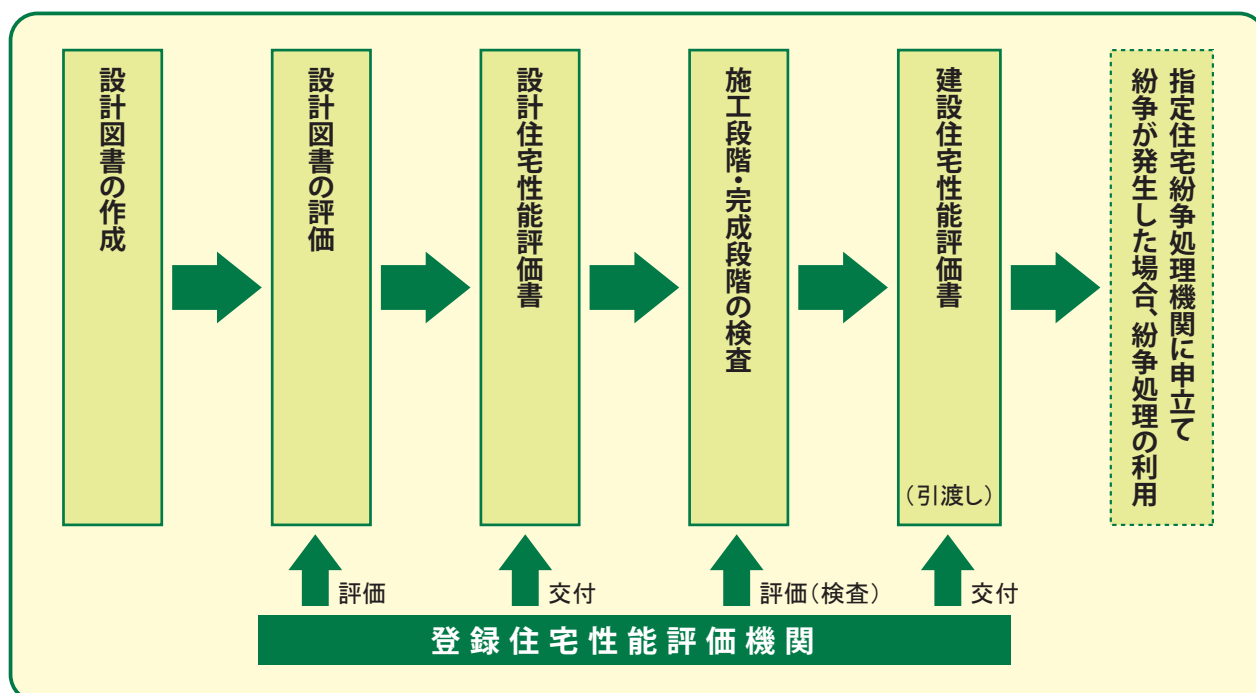 設計図書の作成
設計図書の評価
設計住宅性能評価書
施工段階・完成段階の検査
建設住宅性能評価書
(引渡し)
指定住宅紛争処理機関に申立て
紛争が発生した場合、紛争処理の利用
評価
交付
評価(検査)
交付
登録住宅性能評価機関